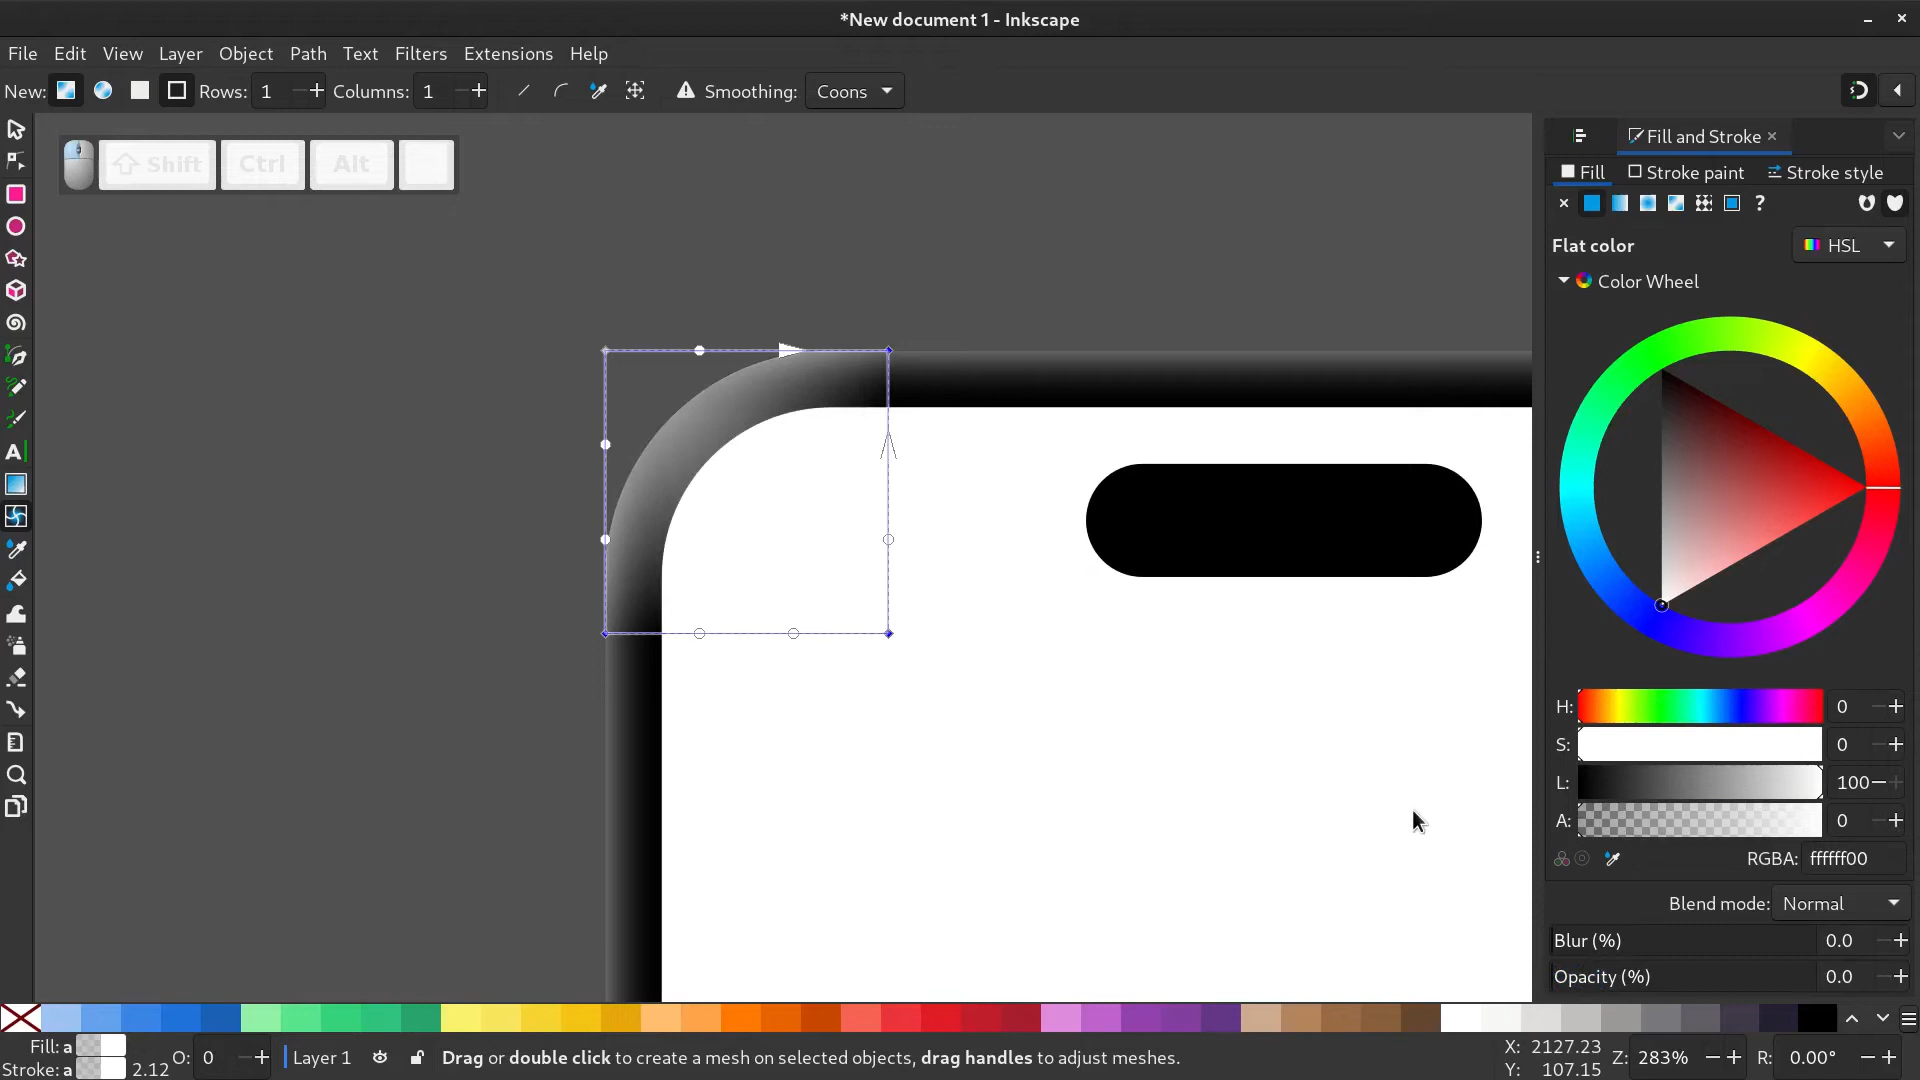 *New document 1 - Inkscape
File Edit View Layer Object Path Text Filters Extensions Help
New: Rows: 1 Columns: 1 Smoothing: Coons
Shift Ctrl Alt
Fill and Stroke
Fill Stroke paint Stroke style
Flat color HSL
Color Wheel
H: 0
S: 0
L: 100
A: 0
RGBA: ffffff00
Blend mode: Normal
Blur (%) 0.0
Opacity (%) 0.0
Fill: a
Stroke: a 2.12
O: 0
Layer 1
Drag or double click to create a mesh on selected objects, drag handles to adjust meshes.
X: 2127.23
Y: 107.15
Z: 283%
R: 0.00°